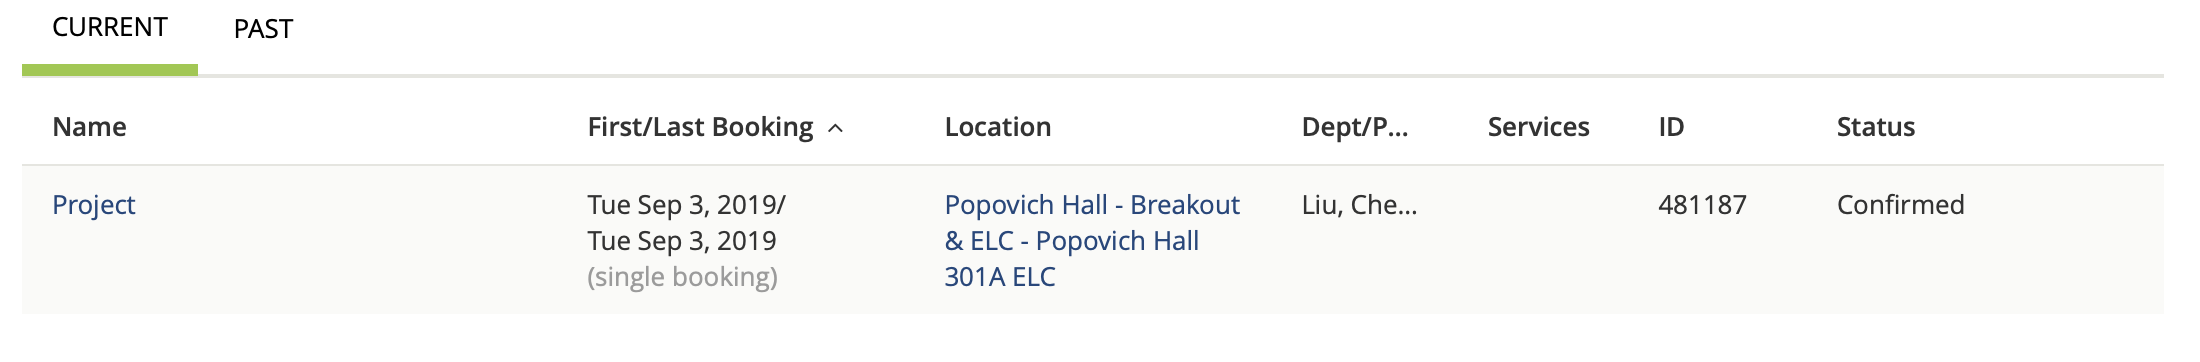 CURRENT PAST
Name First/Last Booking Location Dept/P... Services ID Status
Project Tue Sep 3, 2019/ Popovich Hall - Breakout Liu, Che... 481187 Confirmed
Tue Sep 3, 2019 & ELC - Popovich Hall
(single booking) 301A ELC